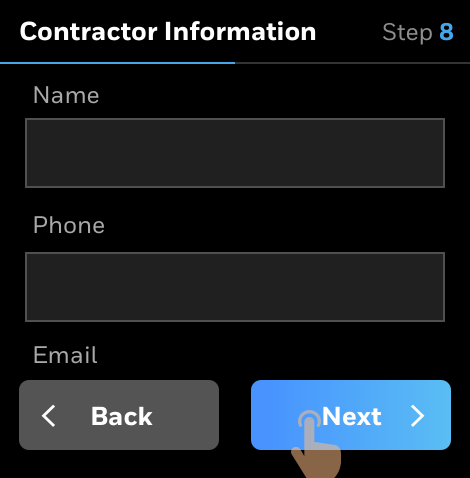 Contractor Information Step 8
Name
Phone
Email
Back Next